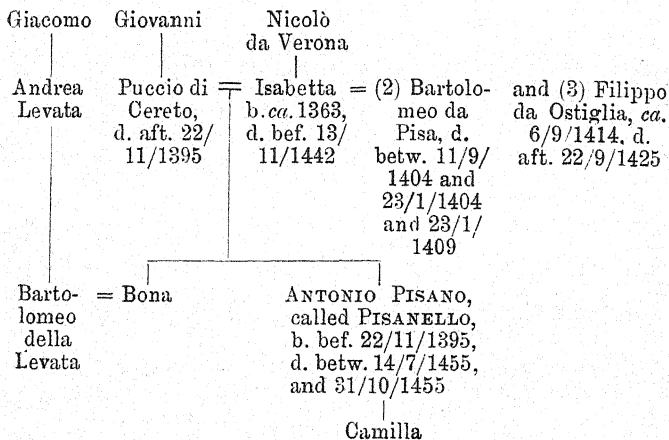 Giacomo Giovanni Nicolò
da Verona
Andrea Puccio di = Isabetta = (2) Bartolo- and (3) Filippo
Levata Cereto, b. ca. 1363, meo da da Ostiglia, ca.
d. aft. 22/ d. bef. 13/ Pisa, d. 6/9/1414, d.
11/1395 11/1442 betw. 11/9/ aft. 22/9/1425
1404 and
23/1/1404
and 23/1/
1409
Barto- = Bona ANTONIO PISANO,
lomeo called PISANELLO,
della b. bef. 22/11/1395,
Levata d. betw. 14/7/1455,
and 31/10/1455
Camilla